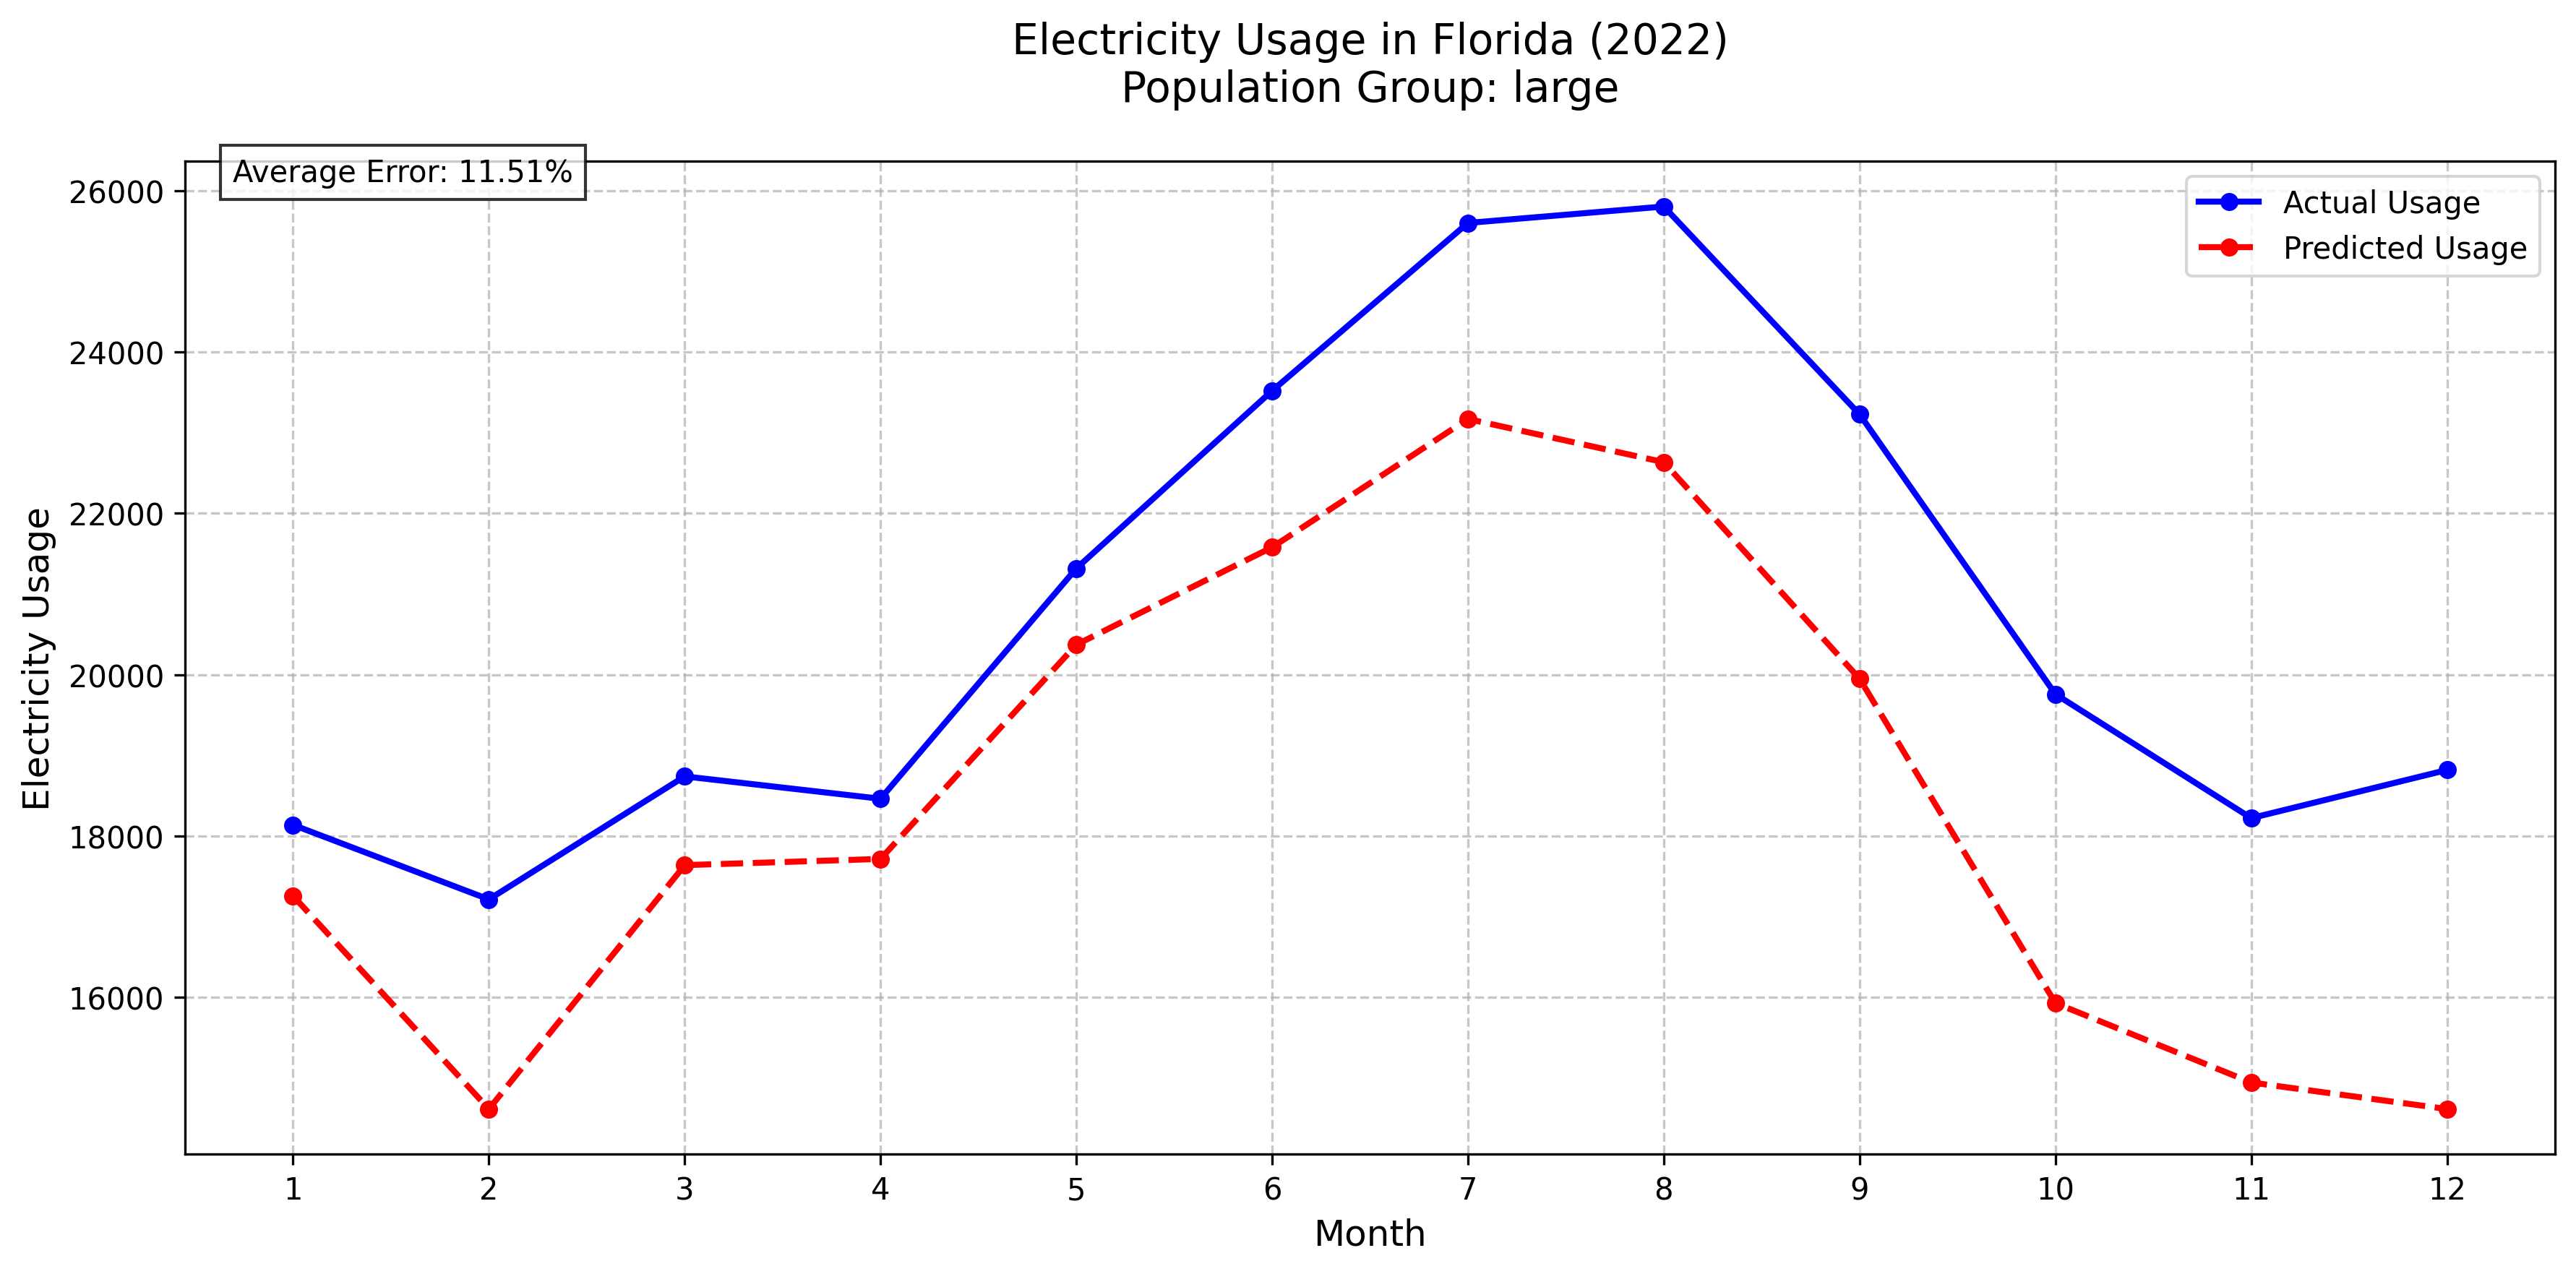 Electricity Usage in Florida (2022)
Population Group: large
Average Error: 11.51%
Actual Usage
Predicted Usage
Electricity Usage
26000
24000
22000
20000
18000
16000
1 2 3 4 5 6 7 8 9 10 11 12
Month